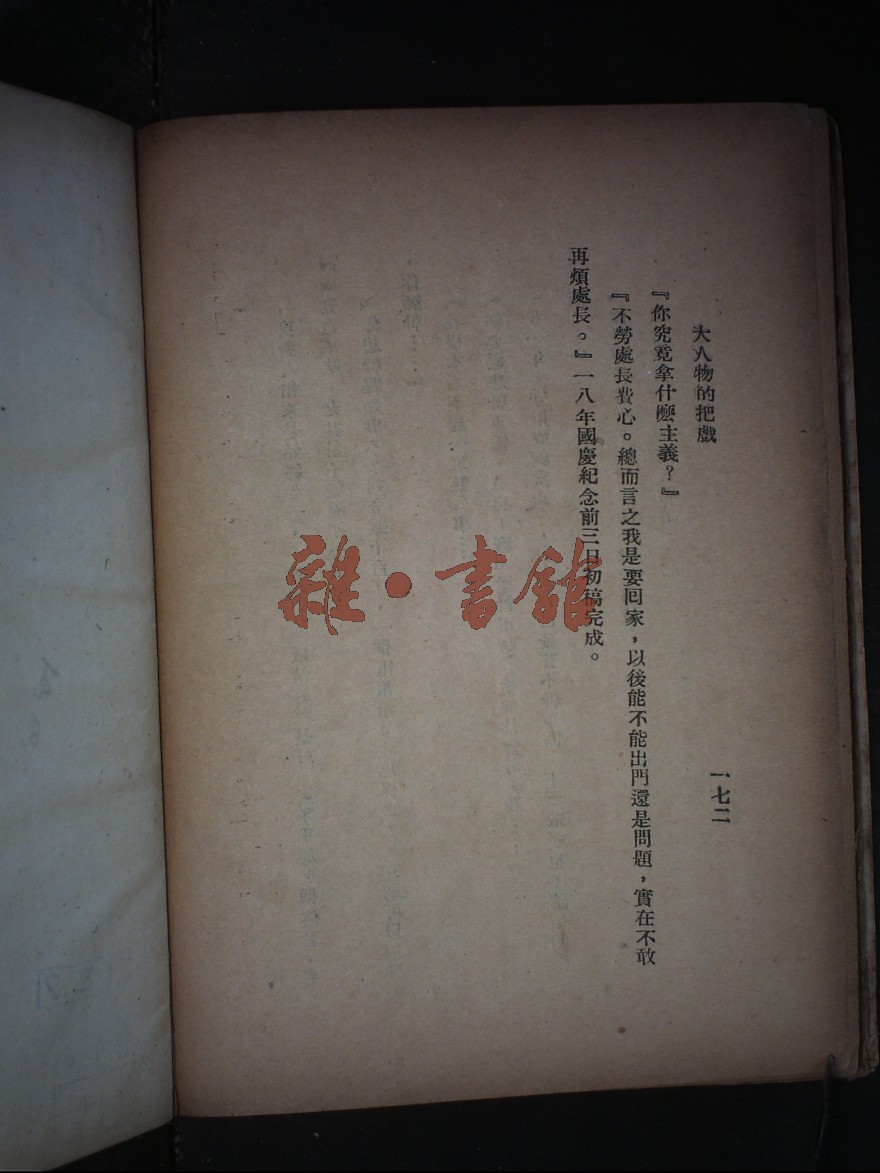 大人物的把戲
一七二
『你究竟拿什麼主義？』
『不勞處長費心。總而言之我是要回家，以後能不能出門還是問題，實在不敢
再煩處長。』一八年國慶紀念前三日初稿完成。
雜·書館